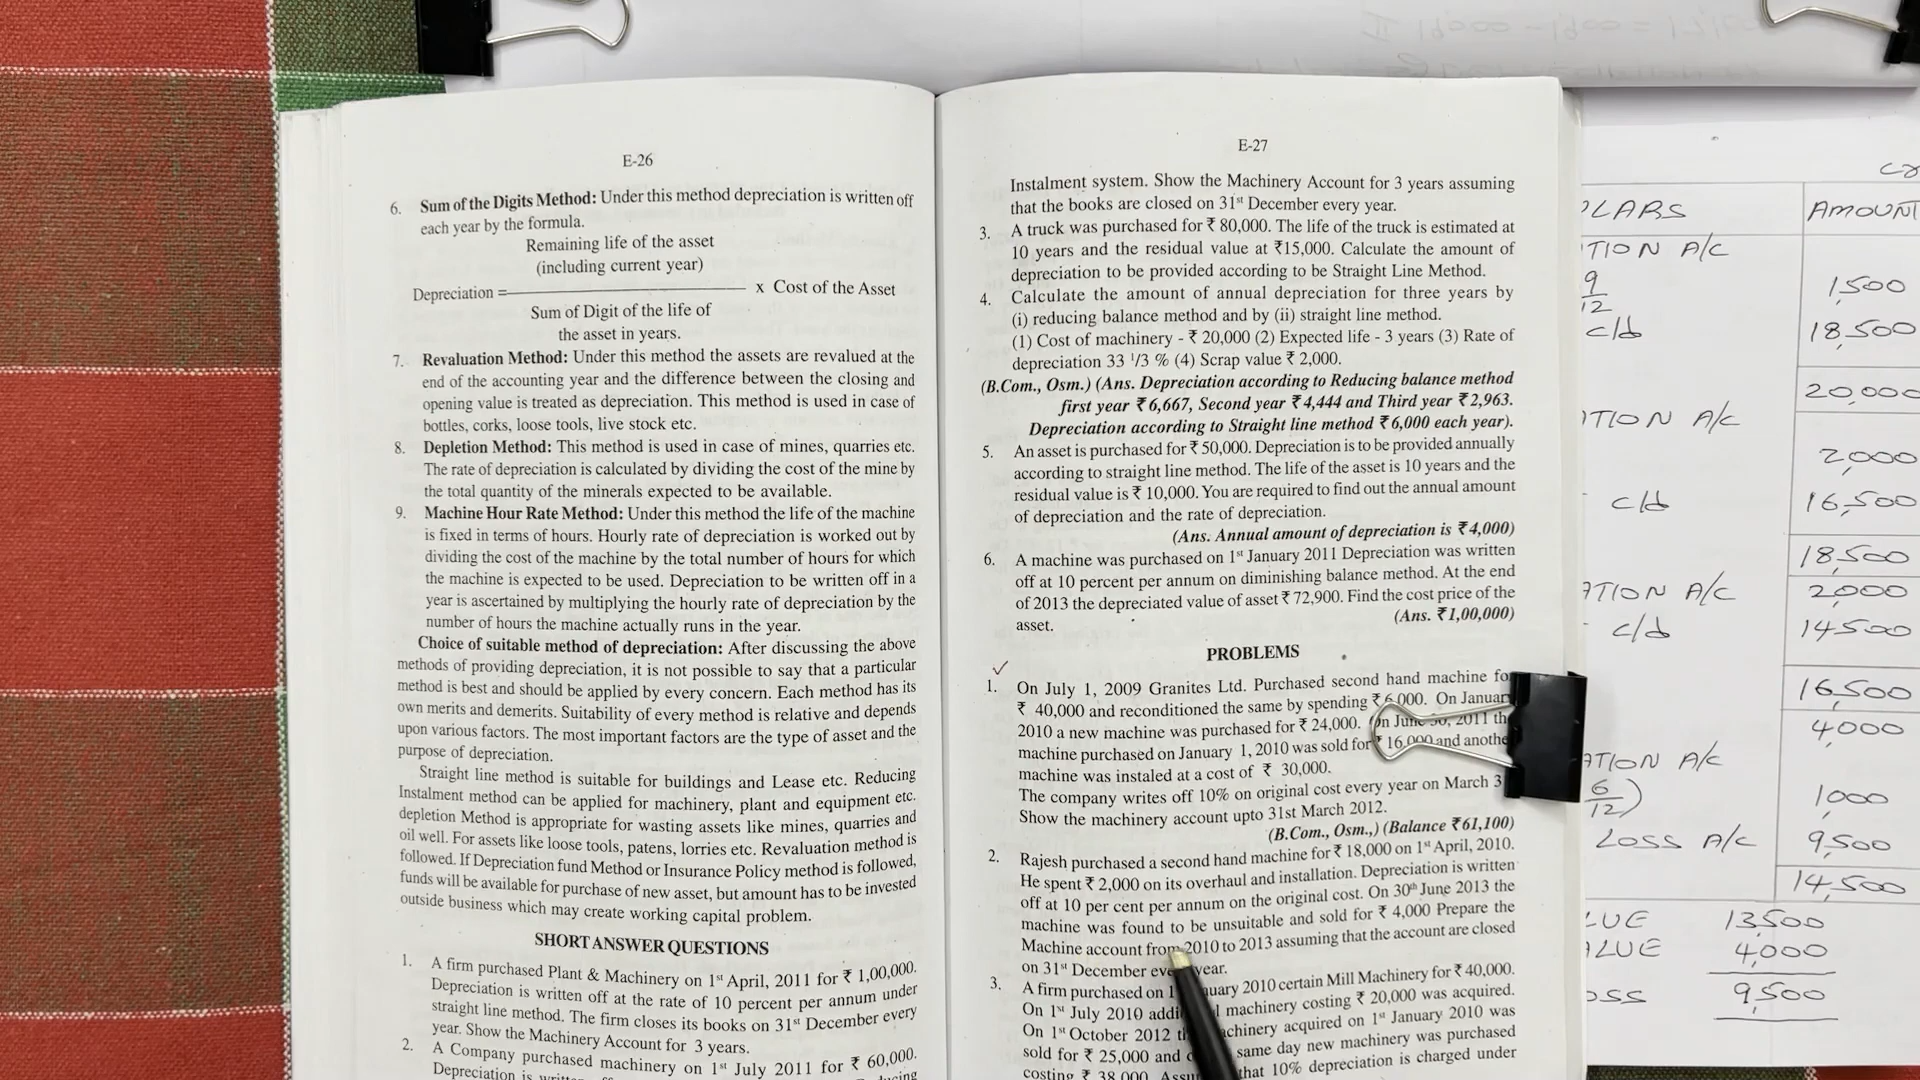 E-26
6. Sum of the Digits Method: Under this method depreciation is written off
each year by the formula.
Remaining life of the asset
(including current year)
Depreciation = x Cost of the Asset
Sum of Digit of the life of
the asset in years.
7. Revaluation Method: Under this method the assets are revalued at the
end of the accounting year and the difference between the closing and
opening value is treated as depreciation. This method is used in case of
bottles, corks, loose tools, live stock etc.
8. Depletion Method: This method is used in case of mines, quarries etc.
The rate of depreciation is calculated by dividing the cost of the mine by
the total quantity of the minerals expected to be available.
9. Machine Hour Rate Method: Under this method the life of the machine
is fixed in terms of hours. Hourly rate of depreciation is worked out by
dividing the cost of the machine by the total number of hours for which
the machine is expected to be used. Depreciation to be written off in a
year is ascertained by multiplying the hourly rate of depreciation by the
number of hours the machine actually runs in the year.
Choice of suitable method of depreciation: After discussing the above
methods of providing depreciation, it is not possible to say that a particular
method is best and should be applied by every concern. Each method has its
own merits and demerits. Suitability of every method is relative and depends
upon various factors. The most important factors are the type of asset and the
purpose of depreciation.
Straight line method is suitable for buildings and Lease etc. Reducing
Instalment method can be applied for machinery, plant and equipment etc.
depletion Method is appropriate for wasting assets like mines, quarries and
oil well. For assets like loose tools, patens, lorries etc. Revaluation method is
followed. If Depreciation fund Method or Insurance Policy method is followed,
funds will be available for purchase of new asset, but amount has to be invested
outside business which may create working capital problem.
SHORT ANSWER QUESTIONS
1. A firm purchased Plant & Machinery on 1st April, 2011 for ₹ 1,00,000.
Depreciation is written off at the rate of 10 percent per annum under
straight line method. The firm closes its books on 31st December every
year. Show the Machinery Account for 3 years.
2. A Company purchased machinery on 1st July 2011 for ₹ 60,000.
Depreciation is
E-27
Instalment system. Show the Machinery Account for 3 years assuming
that the books are closed on 31st December every year.
3. A truck was purchased for ₹ 80,000. The life of the truck is estimated at
10 years and the residual value at ₹15,000. Calculate the amount of
depreciation to be provided according to be Straight Line Method.
4. Calculate the amount of annual depreciation for three years by
(i) reducing balance method and by (ii) straight line method.
(1) Cost of machinery - ₹ 20,000 (2) Expected life - 3 years (3) Rate of
depreciation 33 1/3 % (4) Scrap value ₹ 2,000.
(B.Com., Osm.) (Ans. Depreciation according to Reducing balance method
first year ₹ 6,667, Second year ₹ 4,444 and Third year ₹ 2,963.
Depreciation according to Straight line method ₹ 6,000 each year).
5. An asset is purchased for ₹ 50,000. Depreciation is to be provided annually
according to straight line method. The life of the asset is 10 years and the
residual value is ₹ 10,000. You are required to find out the annual amount
of depreciation and the rate of depreciation.
(Ans. Annual amount of depreciation is ₹ 4,000)
6. A machine was purchased on 1st January 2011 Depreciation was written
off at 10 percent per annum on diminishing balance method. At the end
of 2013 the depreciated value of asset ₹ 72,900. Find the cost price of the
asset. (Ans. ₹ 1,00,000)
PROBLEMS
1. On July 1, 2009 Granites Ltd. Purchased second hand machine fo
₹ 40,000 and reconditioned the same by spending ₹ 6,000. On Januar
2010 a new machine was purchased for ₹ 24,000. On June 30, 2011 th
machine purchased on January 1, 2010 was sold for ₹ 16,000 and anothe
machine was instaled at a cost of ₹ 30,000.
The company writes off 10% on original cost every year on March 3
Show the machinery account upto 31st March 2012.
(B.Com., Osm.,) (Balance ₹ 61,100)
2. Rajesh purchased a second hand machine for ₹ 18,000 on 1st April, 2010.
He spent ₹ 2,000 on its overhaul and installation. Depreciation is written
off at 10 per cent per annum on the original cost. On 30th June 2013 the
machine was found to be unsuitable and sold for ₹ 4,000 Prepare the
Machine account from 2010 to 2013 assuming that the account are closed
on 31st December eve year.
3. A firm purchased on 1 uary 2010 certain Mill Machinery for ₹ 40,000.
On 1st July 2010 addi l machinery costing ₹ 20,000 was acquired.
On 1st October 2012 t chinery acquired on 1st January 2010 was
sold for ₹ 25,000 and same day new machinery was purchased
costing ₹ 38,000. Assu that 10% depreciation is charged under
II 19,000 - 1900 =
LARS AMOUNT
TION A/c
9/12 1,500
c/d 18,500
20,000
TION A/c
2,000
c/d 16,500
18,500
ATION A/c 2,000
c/d 14,500
16,500
4,000
ATION A/c
6/12) 1000
LOSS A/c 9,500
14,500
LUE 13,500
ALUE 4,000
OSS 9,500